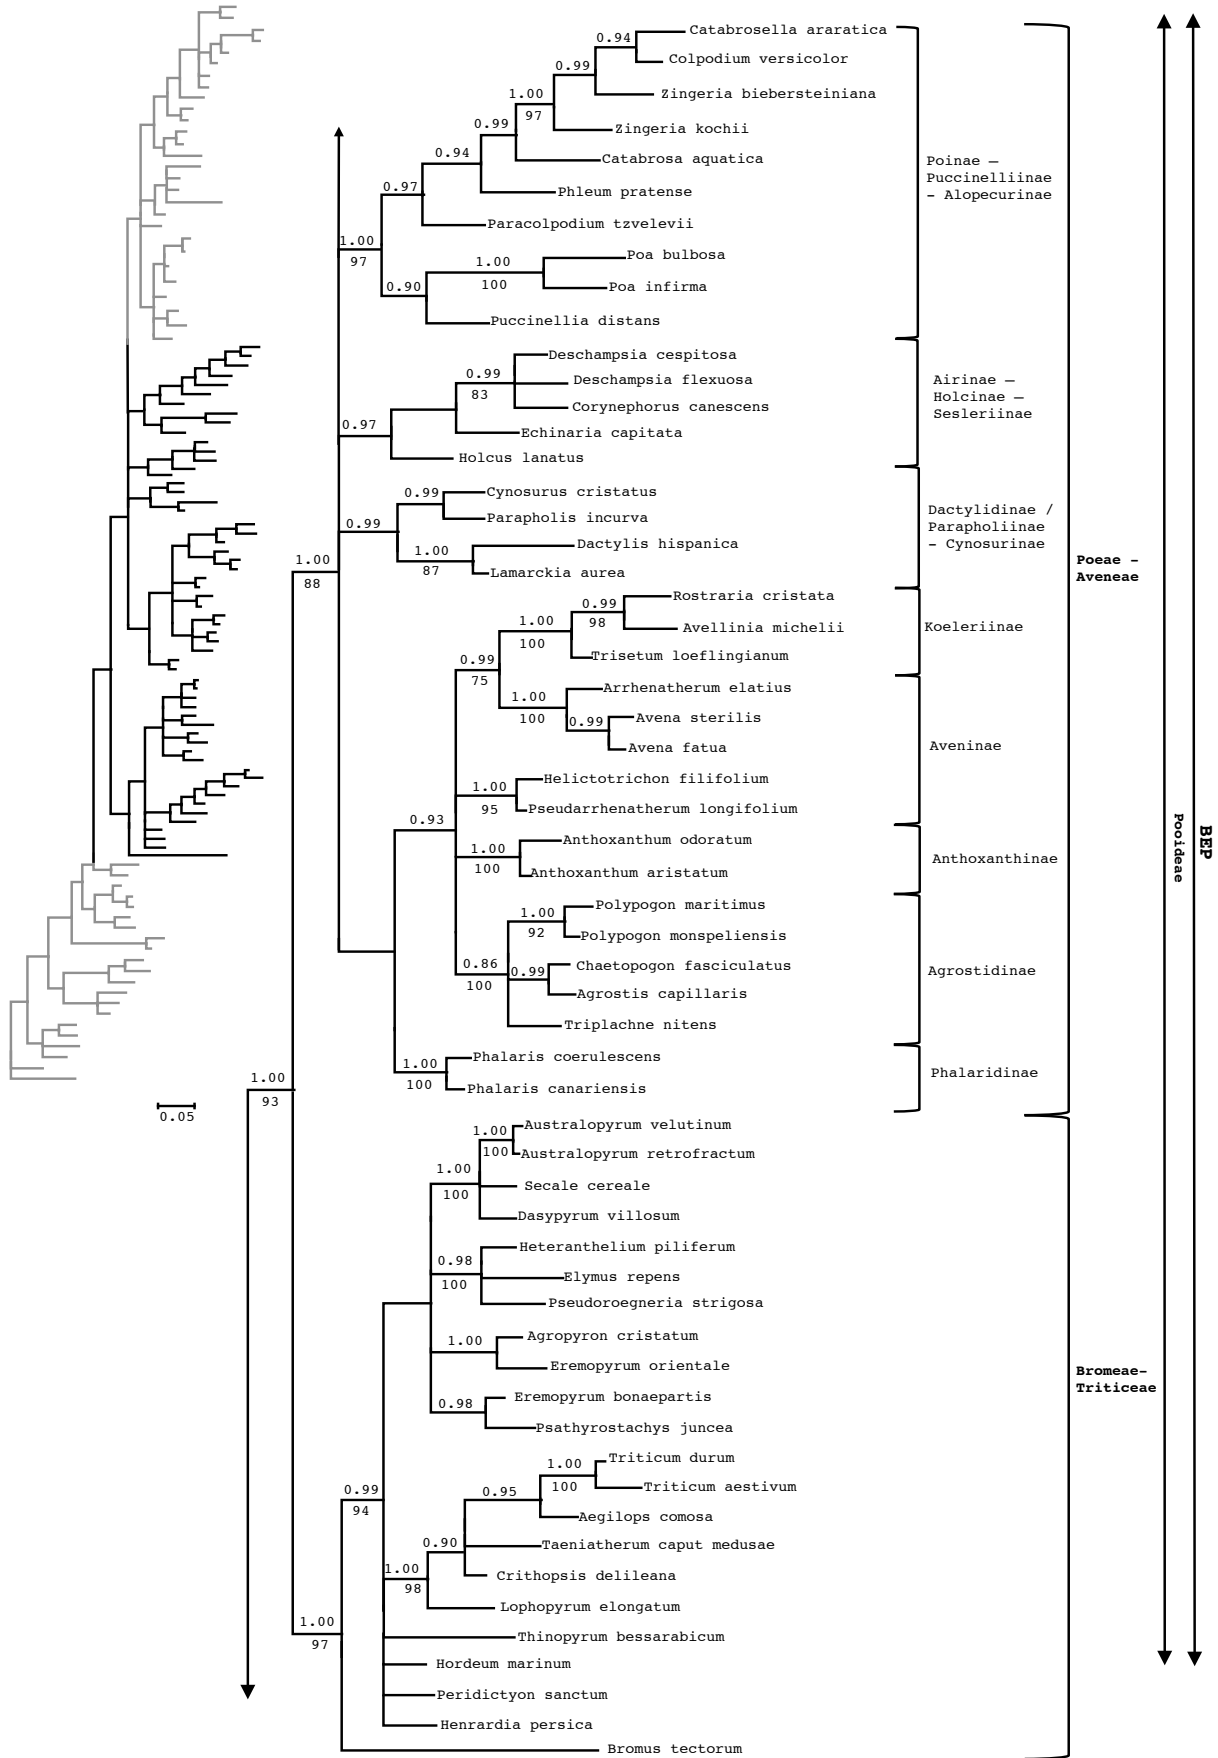 Catabrosella araratica
0.94
Colpodium versicolor
0.99
Zingeria biebersteiniana
1.00
97
Zingeria kochii
0.99
Catabrosa aquatica
0.94
Phleum pratense
0.97
Paracolpodium tzvelevii
1.00
97
Poa bulbosa
1.00
100
Poa infirma
0.90
Puccinellia distans
Poinae –
Puccinelliinae
– Alopecurinae
Deschampsia cespitosa
0.99
83
Deschampsia flexuosa
Corynephorus canescens
0.97
Echinaria capitata
Holcus lanatus
Airinae –
Holcinae –
Sesleriinae
0.99
Cynosurus cristatus
Parapholis incurva
0.99
Dactylis hispanica
1.00
87
Lamarckia aurea
Dactylidinae /
Parapholiinae
– Cynosurinae
1.00
88
Poeae –
Aveneae
Rostraria cristata
0.99
98
Avellinia michelii
1.00
100
Trisetum loeflingianum
Koeleriinae
0.99
75
Arrhenatherum elatius
1.00
100
0.99
Avena sterilis
Avena fatua
Aveninae
Helictotrichon filifolium
1.00
95
Pseudarrhenatherum longifolium
0.93
Anthoxanthum odoratum
1.00
100
Anthoxanthum aristatum
Anthoxanthinae
Pooideae
BEP
Polypogon maritimus
1.00
92
Polypogon monspeliensis
0.86
100
0.99
Chaetopogon fasciculatus
Agrostis capillaris
Triplachne nitens
Agrostidinae
Phalaris coerulescens
1.00
100
Phalaris canariensis
Phalaridinae
1.00
93
0.05
Australopyrum velutinum
1.00
100
Australopyrum retrofractum
1.00
100
Secale cereale
Dasypyrum villosum
Heteranthelium piliferum
0.98
100
Elymus repens
Pseudoroegneria strigosa
Agropyron cristatum
1.00
Eremopyrum orientale
Eremopyrum bonaepartis
0.98
Psathyrostachys juncea
Bromeae–
Triticeae
Triticum durum
1.00
100
Triticum aestivum
0.95
Aegilops comosa
0.99
94
0.90
Taeniatherum caput medusae
1.00
98
Crithopsis delileana
Lophopyrum elongatum
1.00
97
Thinopyrum bessarabicum
Hordeum marinum
Peridictyon sanctum
Henrardia persica
Bromus tectorum